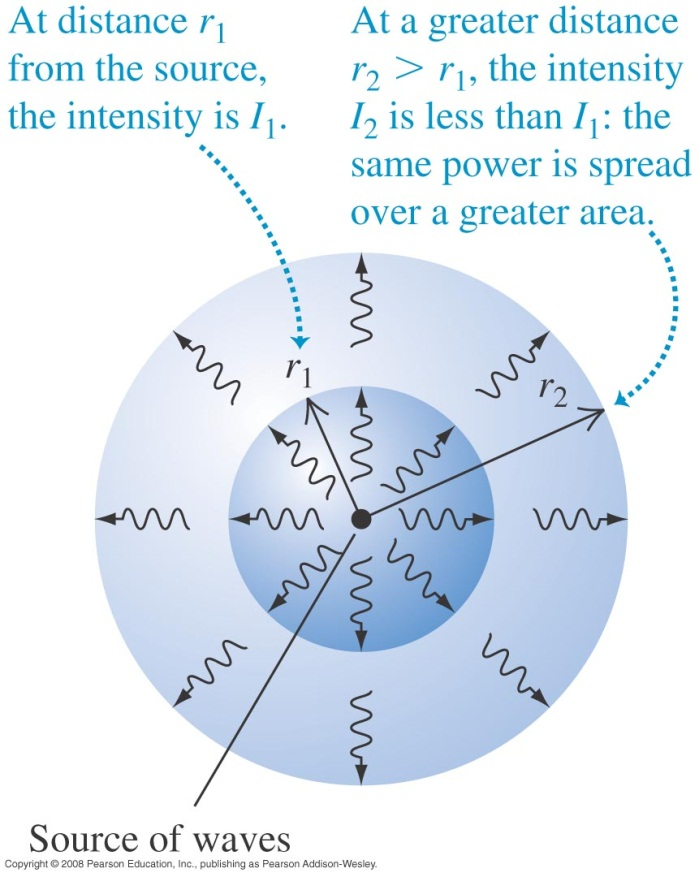 At distance r₁
from the source,
the intensity is I₁.
At a greater distance
r₂ > r₁, the intensity
I₂ is less than I₁: the
same power is spread
over a greater area.
r₁
r₂
Source of waves
Copyright © 2008 Pearson Education, Inc., publishing as Pearson Addison-Wesley.